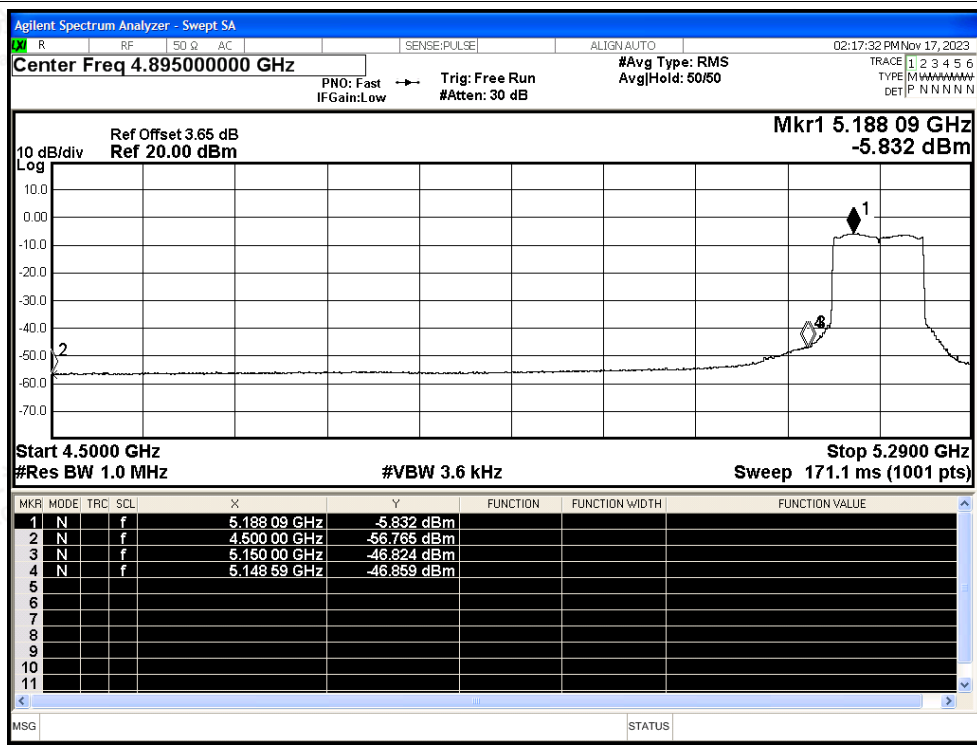 Agilent Spectrum Analyzer - Swept SA
LXI R RF 50 Ω AC SENSE:PULSE ALIGN AUTO 02:17:32 PM Nov 17, 2023
Center Freq 4.895000000 GHz #Avg Type: RMS TRACE 1 2 3 4 5 6
PNO: Fast Trig: Free Run Avg|Hold: 50/50 TYPE M
IFGain:Low #Atten: 30 dB DET P N N N N N
Mkr1 5.188 09 GHz
Ref Offset 3.65 dB
10 dB/div Ref 20.00 dBm -5.832 dBm
Log
10.0
0.00
1
-10.0
-20.0
-30.0
-40.0
2
-50.0
-60.0
-70.0
Start 4.5000 GHz Stop 5.2900 GHz
#Res BW 1.0 MHz #VBW 3.6 kHz Sweep 171.1 ms (1001 pts)
MKR MODE TRC SCL X Y FUNCTION FUNCTION WIDTH FUNCTION VALUE
1 N f 5.188 09 GHz -5.832 dBm
2 N f 4.500 00 GHz -56.765 dBm
3 N f 5.150 00 GHz -46.824 dBm
4 N f 5.148 59 GHz -46.859 dBm
5
6
7
8
9
10
11
MSG STATUS